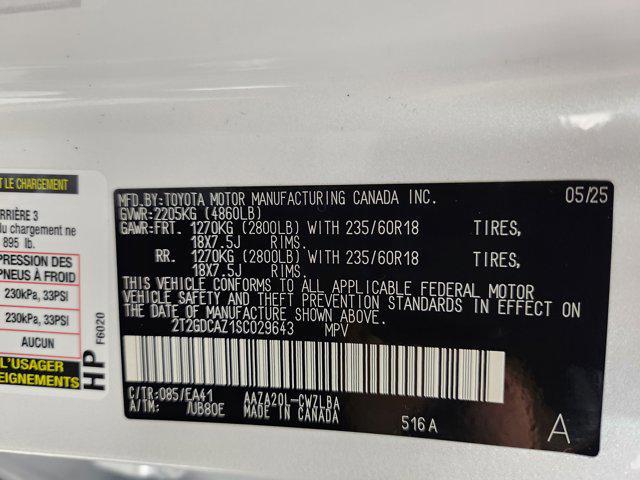 T LE CHARGEMENT
RRIÈRE 3
du chargement ne
895 lb.
PRESSION DES
PNEUS À FROID
230kPa, 33PSI
230kPa, 33PSI
AUCUN
L'USAGER
EIGNEMENTS
HP F6020
MFD.BY:TOYOTA MOTOR MANUFACTURING CANADA INC. 05/25
GVWR:2205KG (4860LB)
GAWR:FRT. 1270KG (2800LB) WITH 235/60R18 TIRES,
18X7.5J RIMS.
RR. 1270KG (2800LB) WITH 235/60R18 TIRES,
18X7.5J RIMS.
THIS VEHICLE CONFORMS TO ALL APPLICABLE FEDERAL MOTOR
VEHICLE SAFETY AND THEFT PREVENTION STANDARDS IN EFFECT ON
THE DATE OF MANUFACTURE SHOWN ABOVE.
2T2GDCAZ1SC029643 MPV
C/TR:085/EA41 AAZA20L-CWZLBA
A/TM: /UB80E MADE IN CANADA
516A A